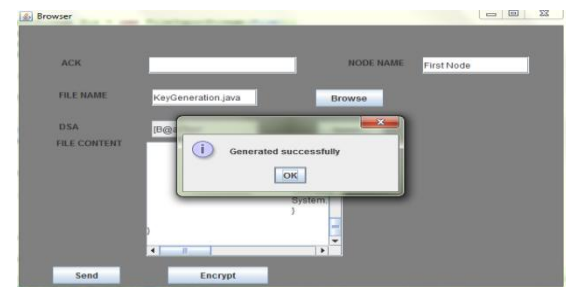 Browser
ACK
NODE NAME First Node
FILE NAME KeyGeneration.java Browse
DSA
FILE CONTENT
Generated successfully
OK
System.
}
}
Send Encrypt